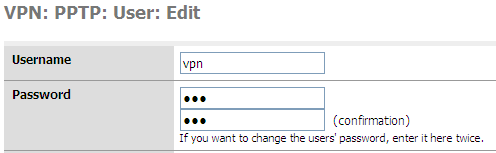 VPN: PPTP: User: Edit
Username
vpn
Password
●●●
●●● (confirmation)
If you want to change the users' password, enter it here twice.